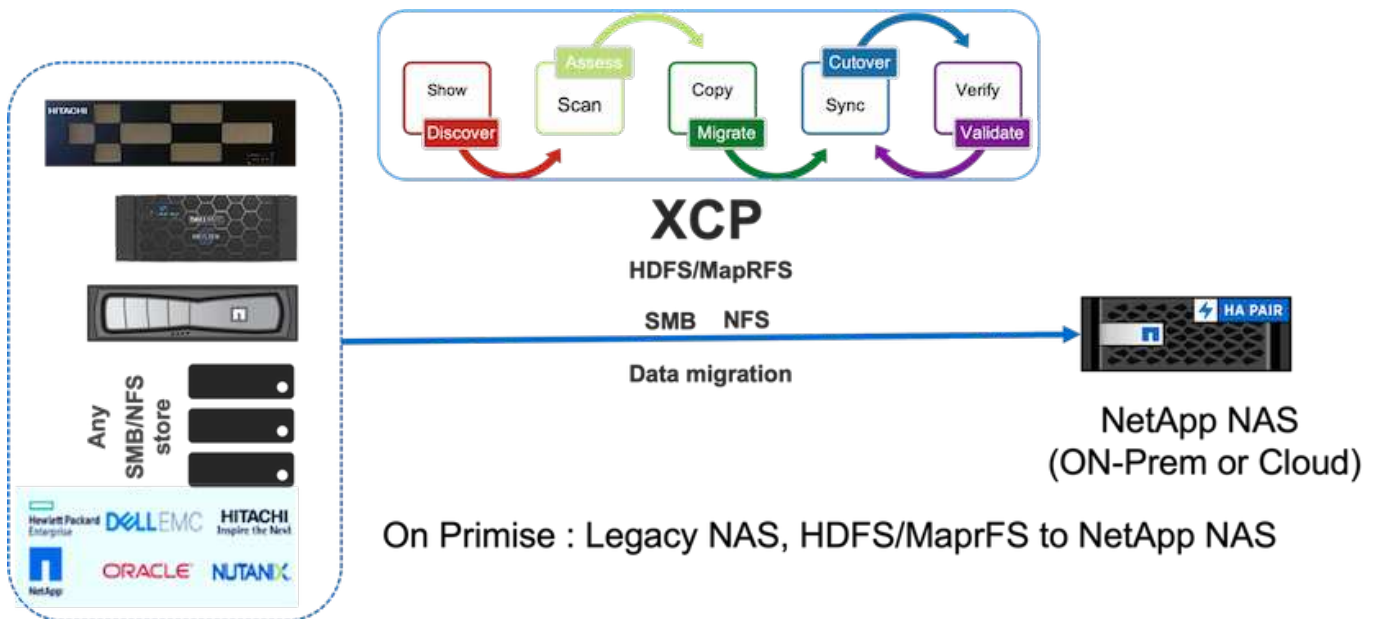 HITACHI
Show
Discover
Assess
Scan
Copy
Migrate
Cutover
Sync
Verify
Validate
XCP
HDFS/MapRFS
SMB NFS
Data migration
HA PAIR
NetApp NAS
(ON-Prem or Cloud)
Any
SMB/NFS
store
Hewlett Packard
Enterprise
DELLEMC
HITACHI
Inspire the Next
NetApp
ORACLE
NUTANIX
On Primise : Legacy NAS, HDFS/MaprFS to NetApp NAS